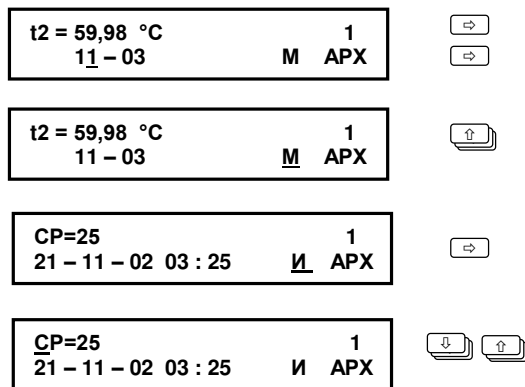 t2 = 59,98 °C 1
11 – 03 М АРХ
t2 = 59,98 °C 1
11 – 03 М АРХ
СР=25 1
21 – 11 – 02 03 : 25 И АРХ
СР=25 1
21 – 11 – 02 03 : 25 И АРХ